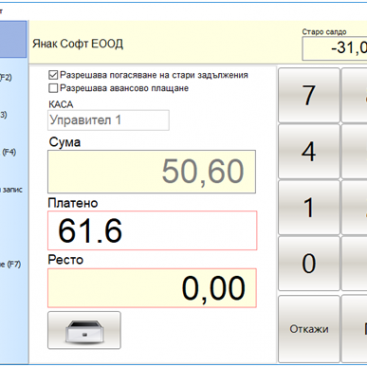 Старо салдо
Янак Софт ЕООД
-31,0
(F2)
Разрешава погасяване на стари задължения
Разрешава авансово плащане
КАСА
7
3)
Управител 1
Сума
(F4)
50,60
4
запис
Платено
61.6
1
Ресто
е (F7)
0,00
0
Откажи